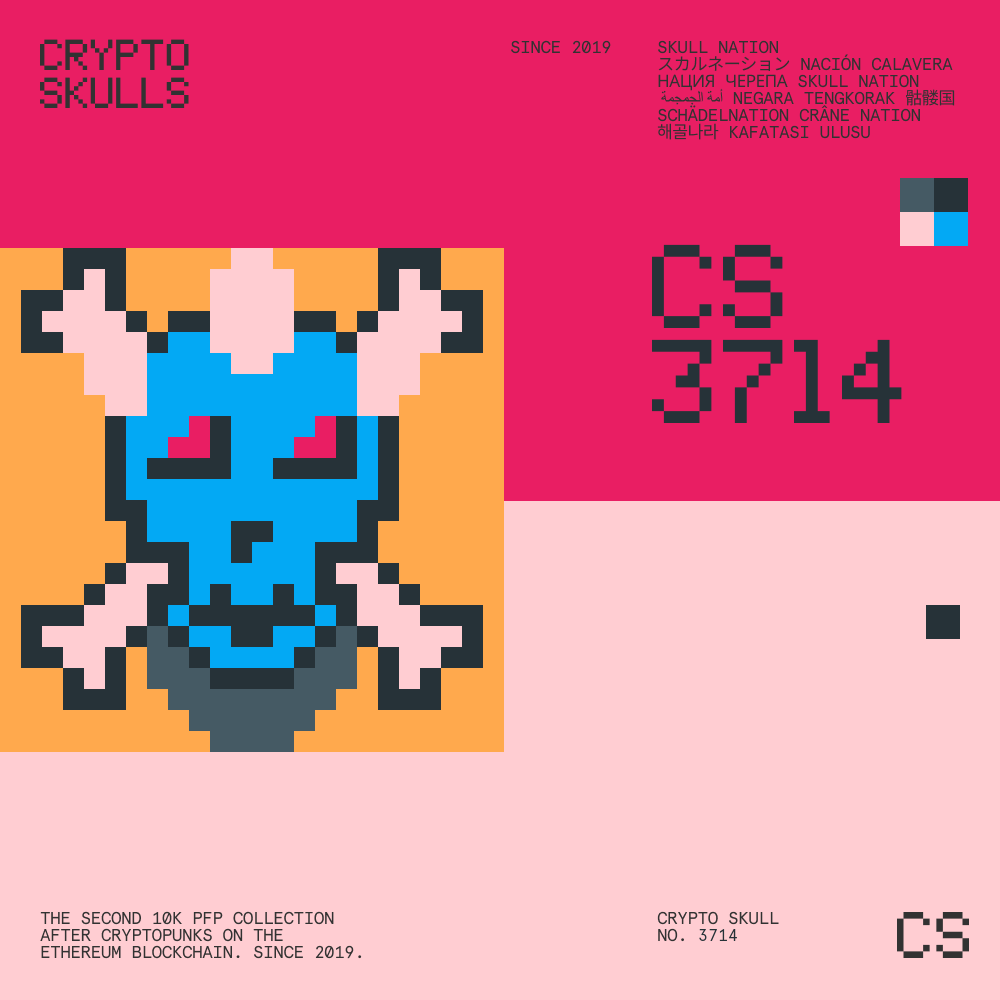 CRYPTO
SKULLS
SINCE 2019
SKULL NATION
スカルネーション NACIÓN CALAVERA
НАЦИЯ ЧЕРЕПА SKULL NATION
أمة الجمجمة NEGARA TENGKORAK 骷髅国
SCHÄDELNATION CRÂNE NATION
해골나라 KAFATASI ULUSU
CS
3714
THE SECOND 10K PFP COLLECTION
AFTER CRYPTOPUNKS ON THE
ETHEREUM BLOCKCHAIN. SINCE 2019.
CRYPTO SKULL
NO. 3714
CS